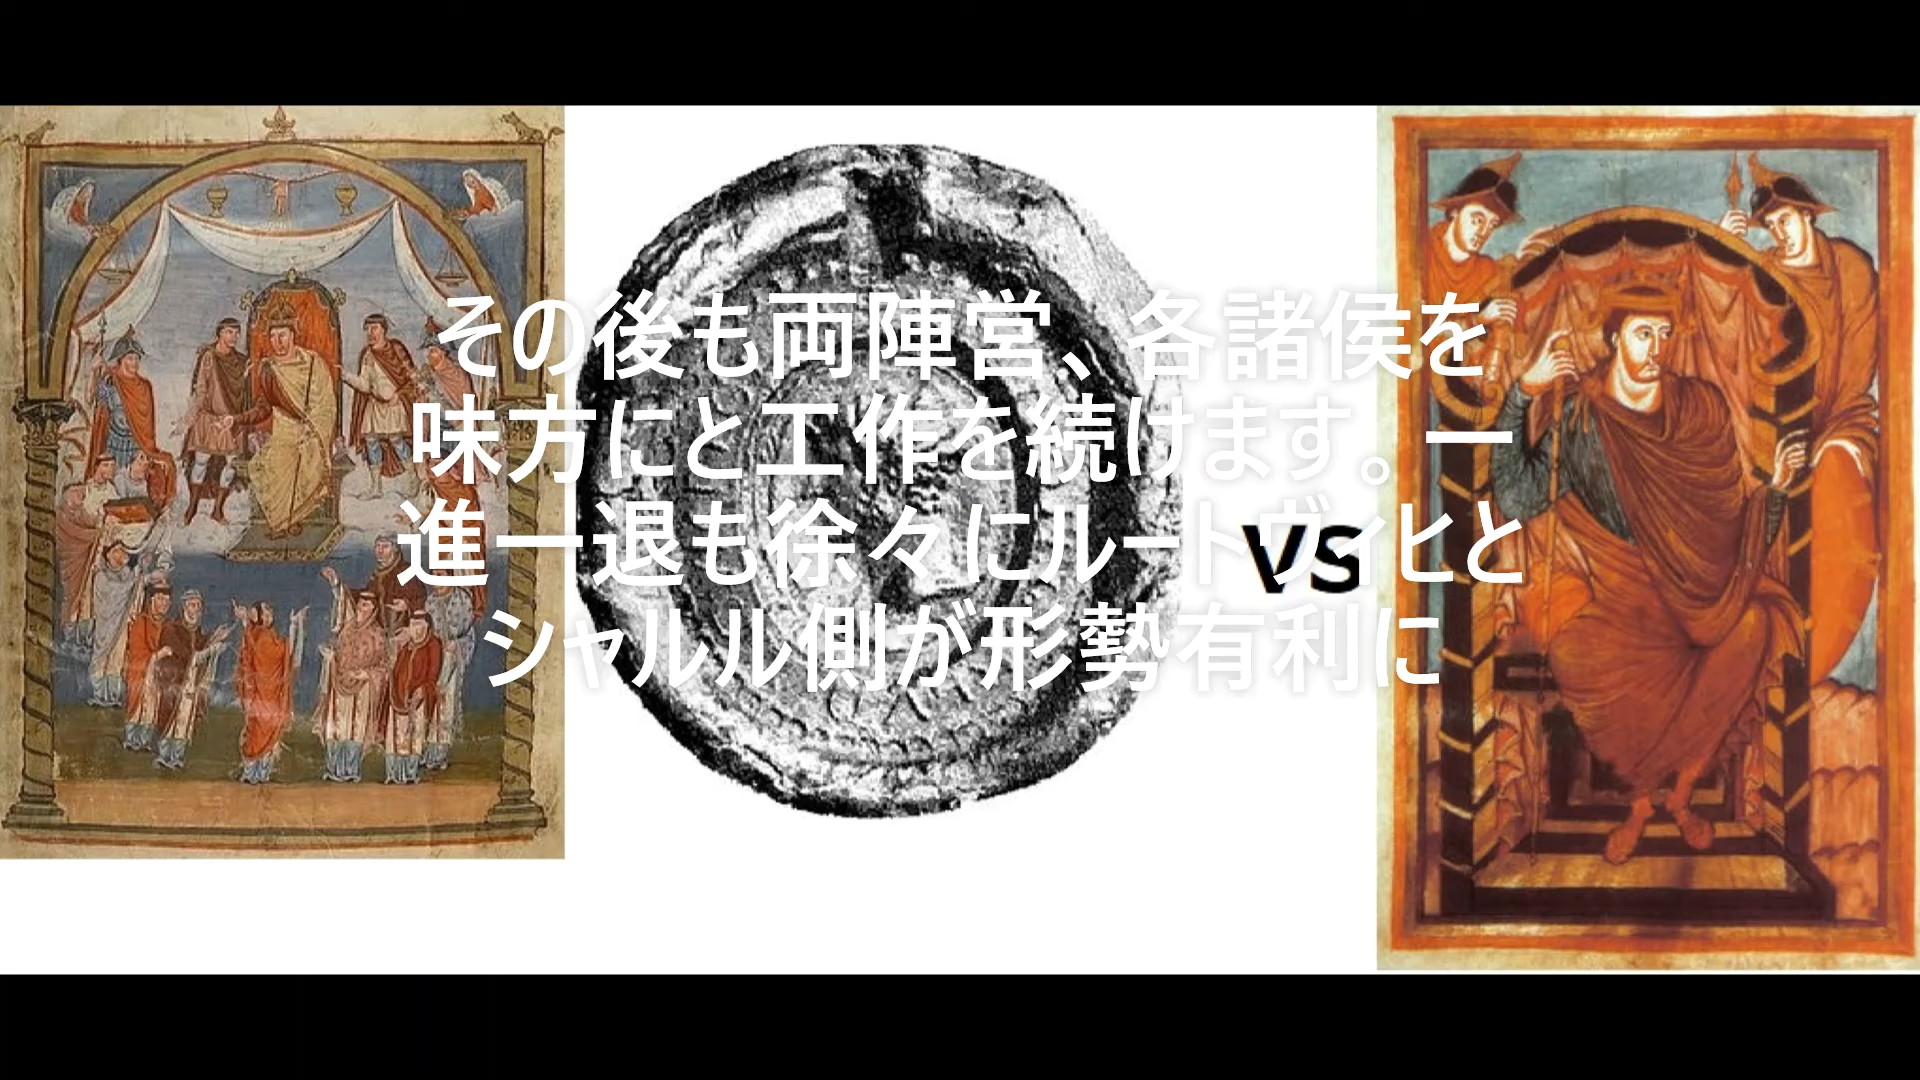 その後も両陣営、各諸侯を
味方にと工作を続けます。一
進一退も徐々にルートヴィヒと
シャルル側が形勢有利に
vs